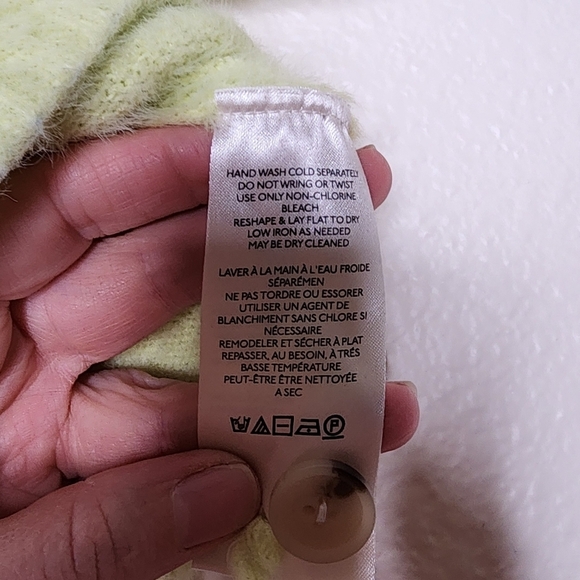 HAND WASH COLD SEPARATELY
DO NOT WRING OR TWIST
USE ONLY NON-CHLORINE
BLEACH
RESHAPE & LAY FLAT TO DRY
LOW IRON AS NEEDED
MAY BE DRY CLEANED
LAVER À LA MAIN À L'EAU FROIDE
SÉPARÉMEN
NE PAS TORDRE OU ESSORER
UTILISER UN AGENT DE
BLANCHIMENT SANS CHLORE SI
NÉCESSAIRE
REMODELER ET SÉCHER À PLAT
REPASSER, AU BESOIN, À TRÉS
BASSE TEMPÉRATURE
PEUT-ÊTRE ÊTRE NETTOYÉE
A SEC
P